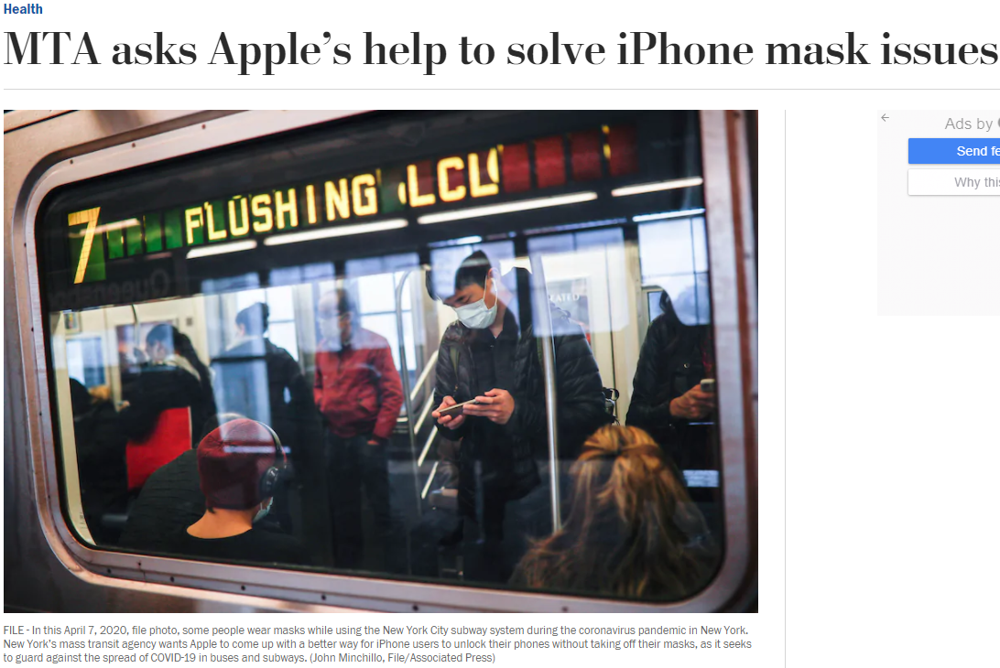 Health
MTA asks Apple's help to solve iPhone mask issues
Ads by
Send fe
Why this
7 FLUSHING LCL
FILE - In this April 7, 2020, file photo, some people wear masks while using the New York City subway system during the coronavirus pandemic in New York.
New York's mass transit agency wants Apple to come up with a better way for iPhone users to unlock their phones without taking off their masks, as it seeks
to guard against the spread of COVID-19 in buses and subways. (John Minchillo, File/Associated Press)